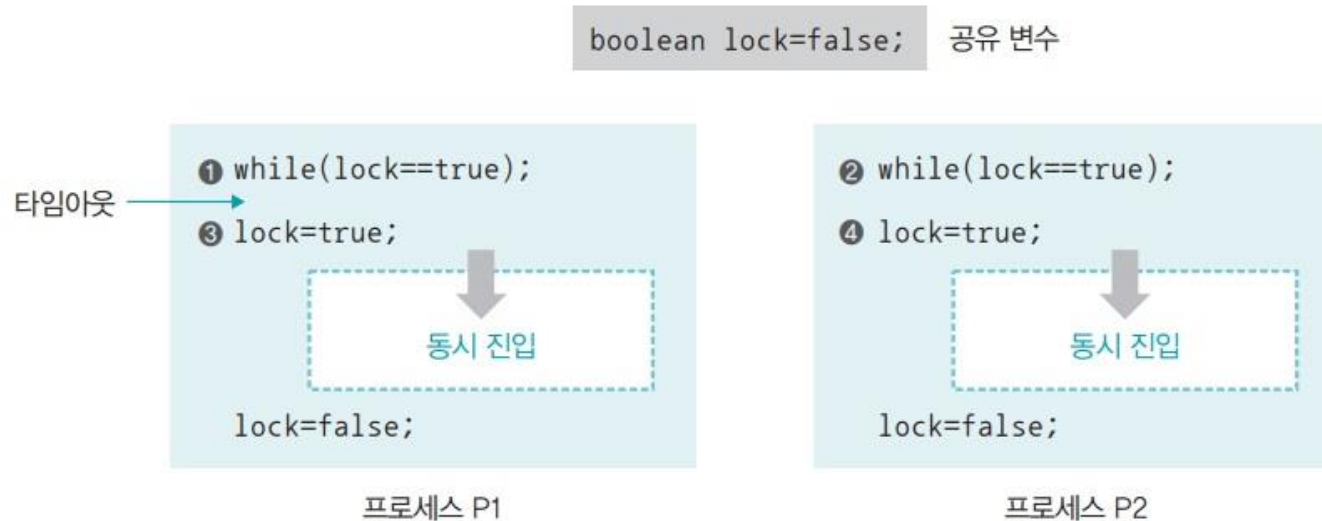 boolean lock=false; 공유 변수
❶ while(lock==true);
타임아웃
❸ lock=true;
동시 진입
lock=false;
프로세스 P1
❷ while(lock==true);
❹ lock=true;
동시 진입
lock=false;
프로세스 P2